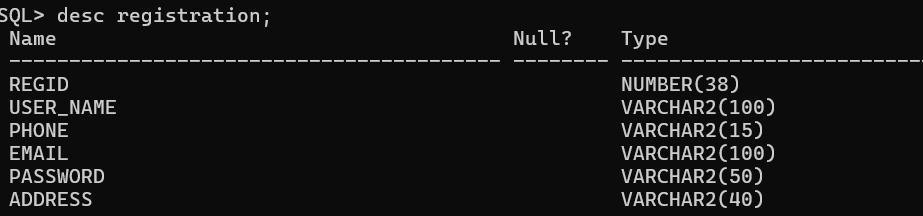 SQL> desc registration;
Name Null? Type
----------------------------------------- -------- -------------------------
REGID NUMBER(38)
USER_NAME VARCHAR2(100)
PHONE VARCHAR2(15)
EMAIL VARCHAR2(100)
PASSWORD VARCHAR2(50)
ADDRESS VARCHAR2(40)